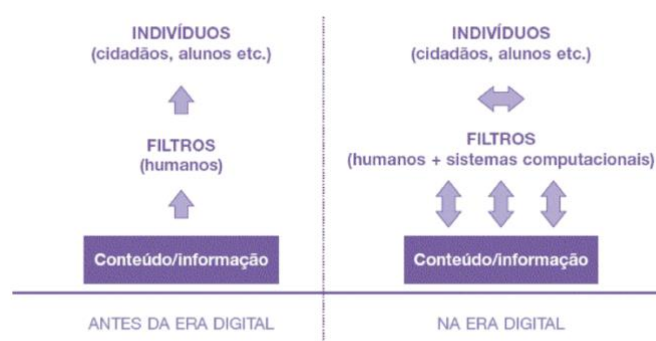 INDIVÍDUOS
(cidadãos, alunos etc.)
FILTROS
(humanos)
Conteúdo/informação
ANTES DA ERA DIGITAL
INDIVÍDUOS
(cidadãos, alunos etc.)
FILTROS
(humanos + sistemas computacionais)
Conteúdo/informação
NA ERA DIGITAL